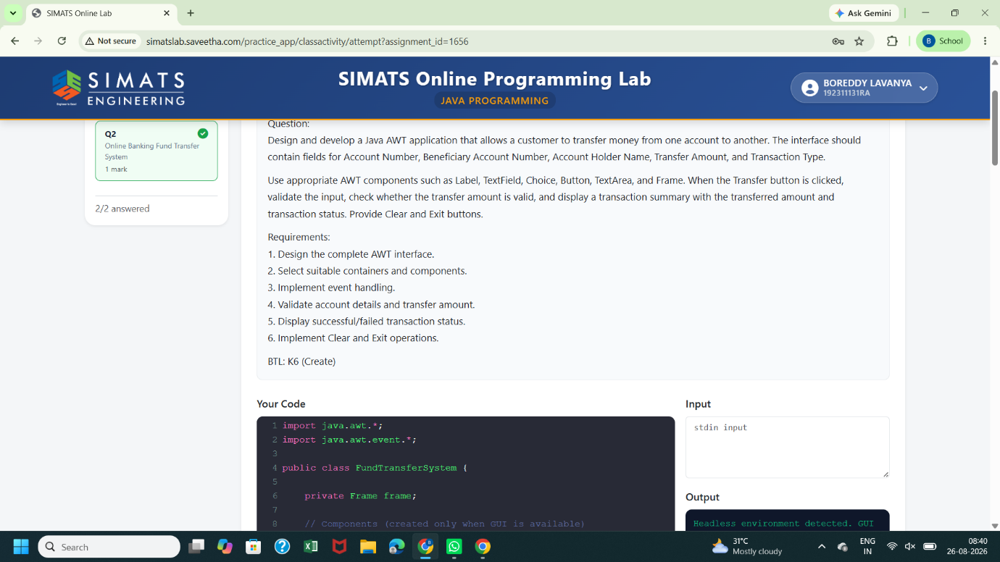 SIMATS Online Lab
Ask Gemini
Not secure
simatslab.saveetha.com/practice_app/classactivity/attempt?assignment_id=1656
B
School
SIMATS
ENGINEERING
SIMATS Online Programming Lab
JAVA PROGRAMMING
BOREDDY LAVANYA
192311131RA
Q2
Online Banking Fund Transfer
System
1 mark
2/2 answered
Question:
Design and develop a Java AWT application that allows a customer to transfer money from one account to another. The interface should
contain fields for Account Number, Beneficiary Account Number, Account Holder Name, Transfer Amount, and Transaction Type.
Use appropriate AWT components such as Label, TextField, Choice, Button, TextArea, and Frame. When the Transfer button is clicked,
validate the input, check whether the transfer amount is valid, and display a transaction summary with the transferred amount and
transaction status. Provide Clear and Exit buttons.
Requirements:
1. Design the complete AWT interface.
2. Select suitable containers and components.
3. Implement event handling.
4. Validate account details and transfer amount.
5. Display successful/failed transaction status.
6. Implement Clear and Exit operations.
BTL: K6 (Create)
Your Code
1 import java.awt.*;
2 import java.awt.event.*;
3
4 public class FundTransferSystem {
5
6 private Frame frame;
7
8 // Components (created only when GUI is available)
Input
stdin input
Output
Headless environment detected. GUI
Search
31°C
Mostly cloudy
ENG
IN
08:40
26-08-2026